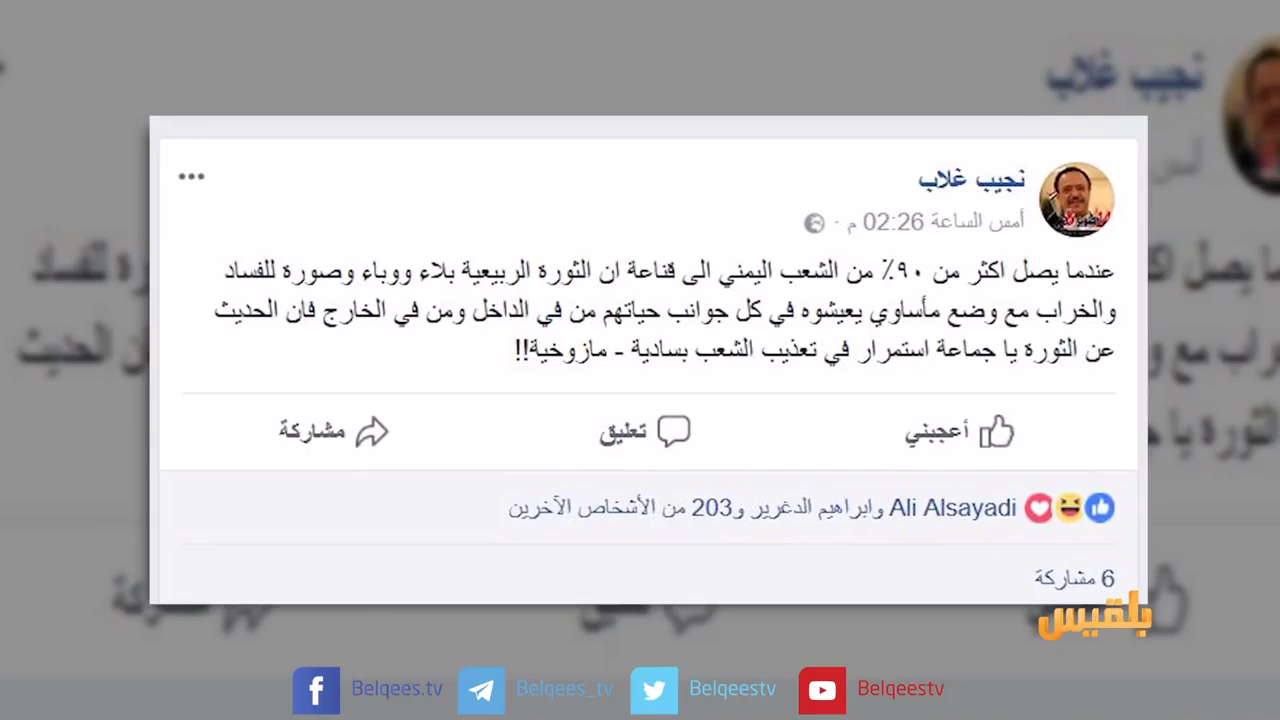 نجيب غلاب
أمس الساعة 02:26 م ·
عندما يصل اكثر من ٩٠٪ من الشعب اليمني الى قناعة ان الثورة الربيعية بلاء ووباء وصورة للفساد
والخراب مع وضع مأساوي يعيشوه في كل جوانب حياتهم من في الداخل ومن في الخارج فان الحديث
عن الثورة يا جماعة استمرار في تعذيب الشعب بسادية - مازوخية!!
أعجبني تعليق مشاركة
Ali Alsayadi وابراهيم الدغرير و203 من الأشخاص الآخرين
6 مشاركة
بلقيس
Belqees.tv Belqees_tv Belqeestv Belqeestv